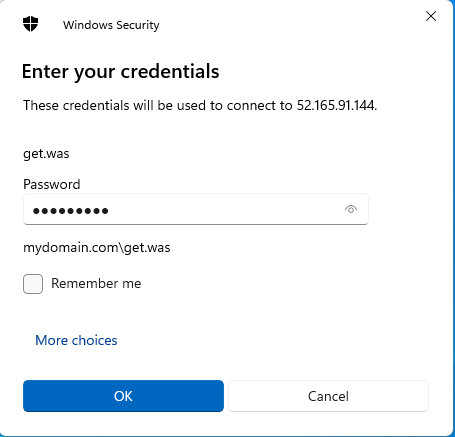 Windows Security
Enter your credentials
These credentials will be used to connect to 52.165.91.144.
get.was
Password
●●●●●●●●●
mydomain.com\get.was
Remember me
More choices
OK
Cancel